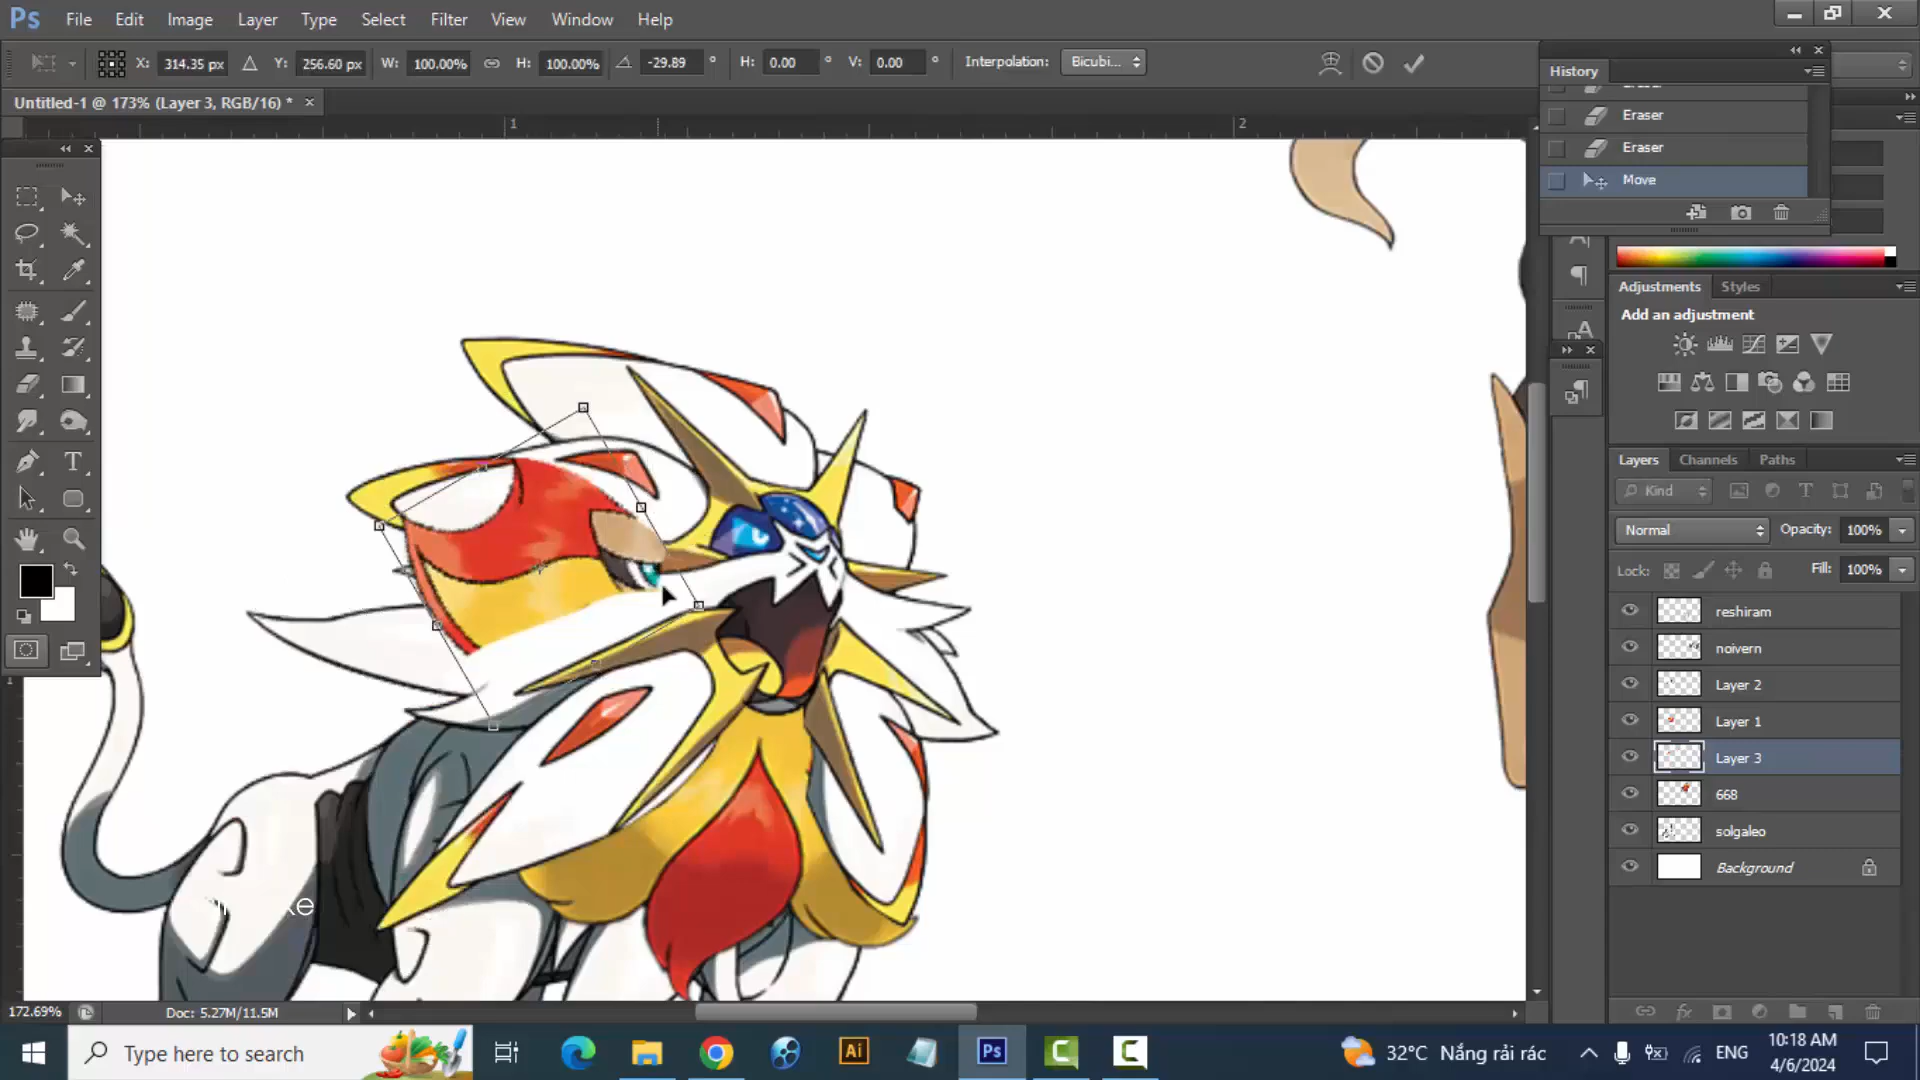 Ps File Edit Image Layer Type Select Filter View Window Help
X: 314.35 px Y: 256.60 px W: 100.00% H: 100.00% -29.89 ° H: 0.00 ° V: 0.00 ° Interpolation: Bicubi...
History
Untitled-1 @ 173% (Layer 3, RGB/16) * ×
1 2
Eraser
Eraser
Move
Adjustments Styles
Add an adjustment
Layers Channels Paths
Kind
Normal Opacity: 100%
Lock: Fill: 100%
reshiram
noivern
Layer 2
Layer 1
Layer 3
668
solgaleo
Background
172.69% Doc: 5.27M/11.5M
Type here to search Ai Ps 32°C Nắng rải rác ENG 10:18 AM
4/6/2024